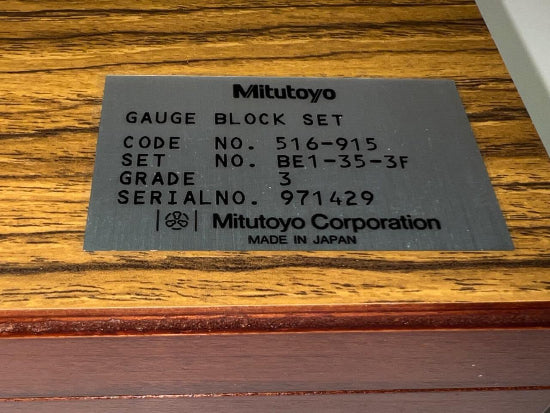 Mitutoyo
GAUGE BLOCK SET
CODE NO. 516-915
SET NO. BE1-35-3F
GRADE 3
SERIALNO. 971429
Mitutoyo Corporation
MADE IN JAPAN